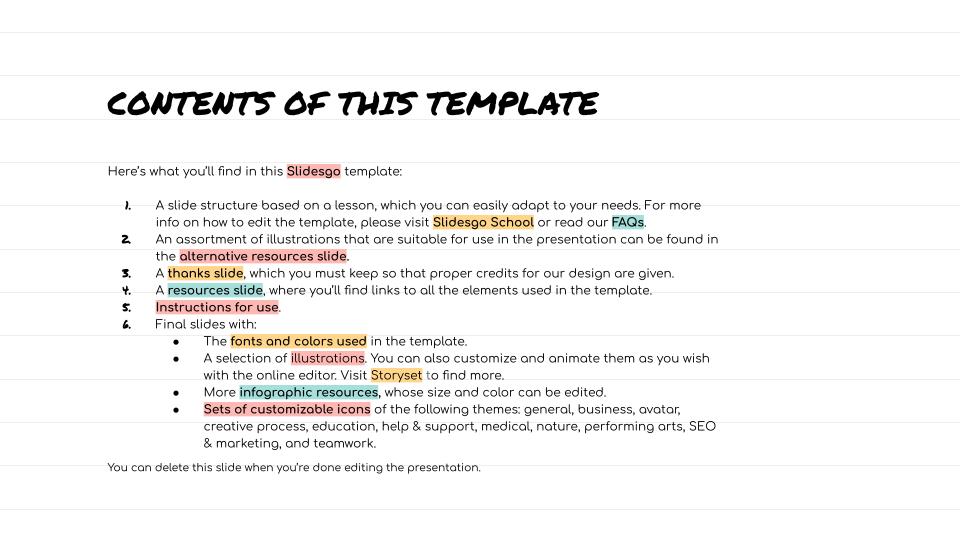 CONTENTS OF THIS TEMPLATE
Here’s what you’ll find in this Slidesgo template:
1. A slide structure based on a lesson, which you can easily adapt to your needs. For more
info on how to edit the template, please visit Slidesgo School or read our FAQs.
2. An assortment of illustrations that are suitable for use in the presentation can be found in
the alternative resources slide.
3. A thanks slide, which you must keep so that proper credits for our design are given.
4. A resources slide, where you’ll find links to all the elements used in the template.
5. Instructions for use.
6. Final slides with:
● The fonts and colors used in the template.
● A selection of illustrations. You can also customize and animate them as you wish
with the online editor. Visit Storyset to find more.
● More infographic resources, whose size and color can be edited.
● Sets of customizable icons of the following themes: general, business, avatar,
creative process, education, help & support, medical, nature, performing arts, SEO
& marketing, and teamwork.
You can delete this slide when you’re done editing the presentation.